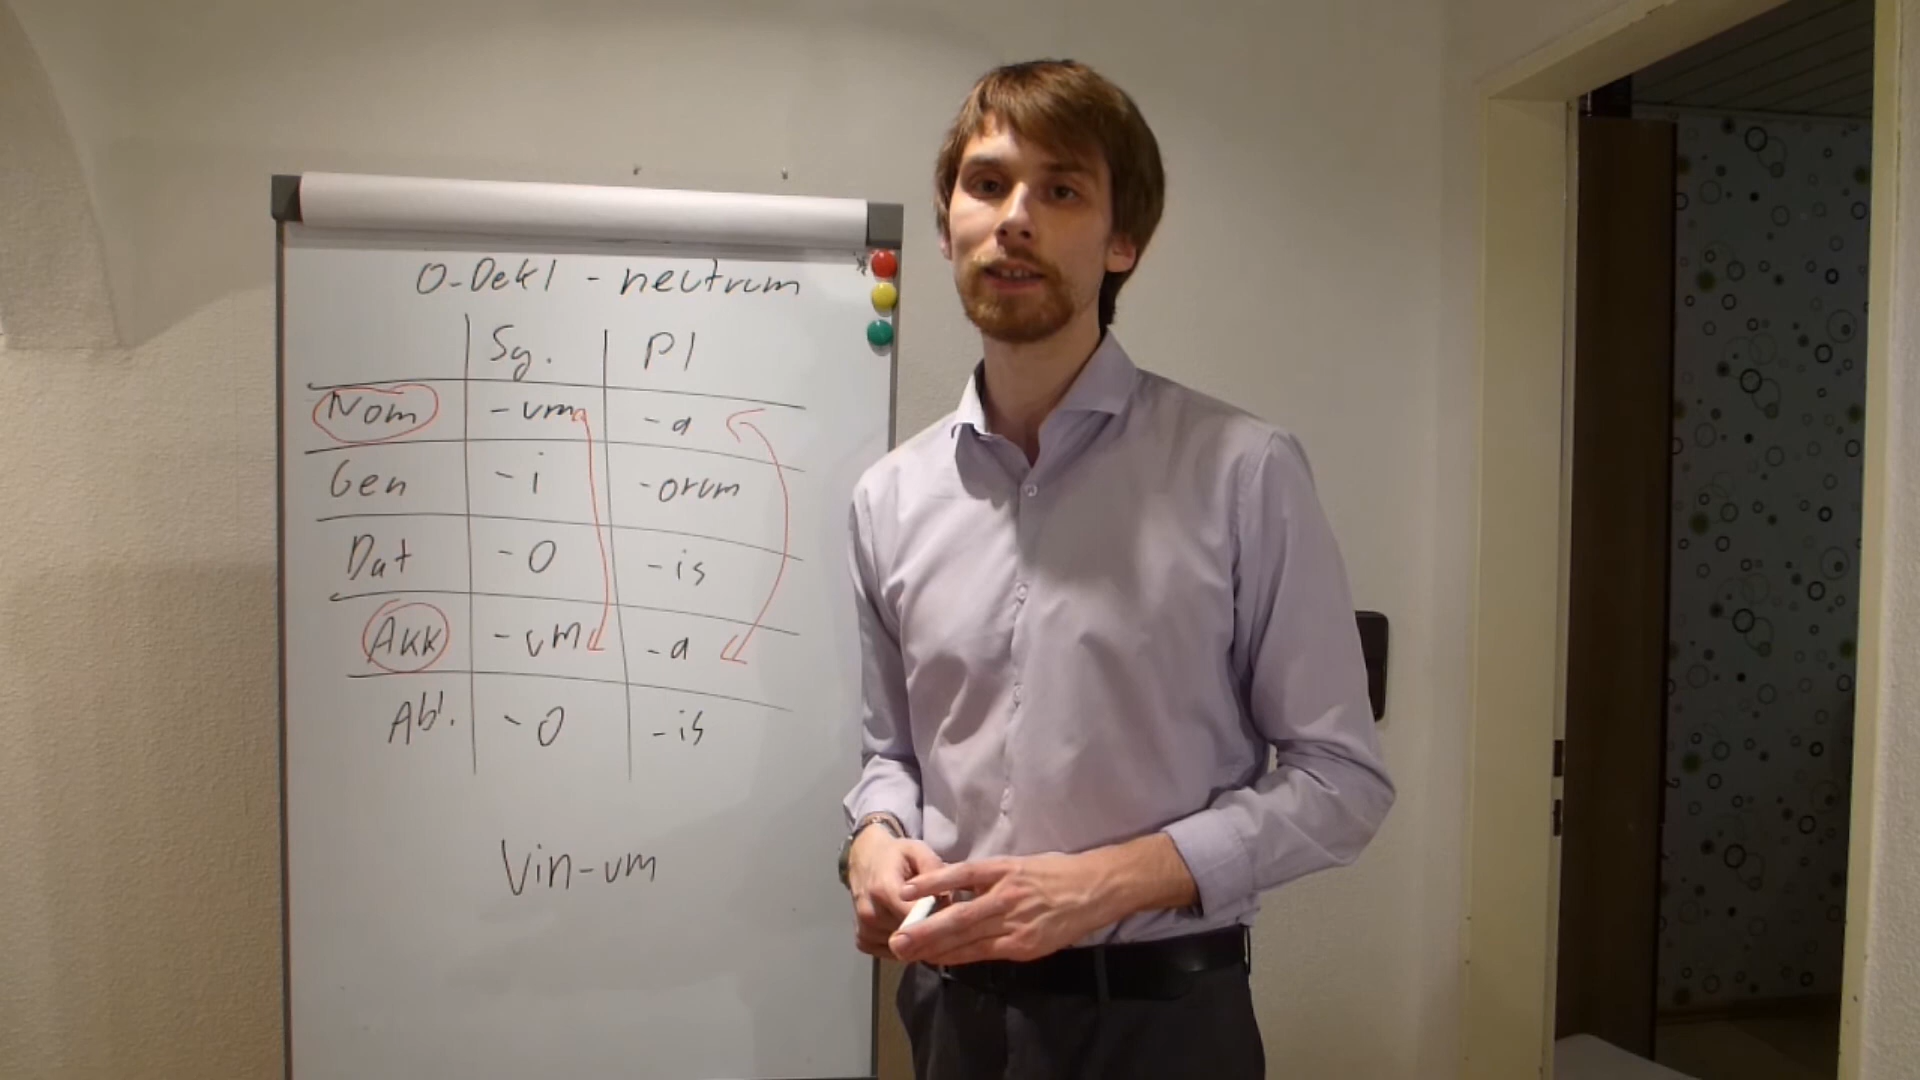 O-Dekl - neutrum
Sg. Pl
Nom -um -a
Gen -i -orum
Dat -o -is
Akk -um -a
Abl. -o -is
Vin-um